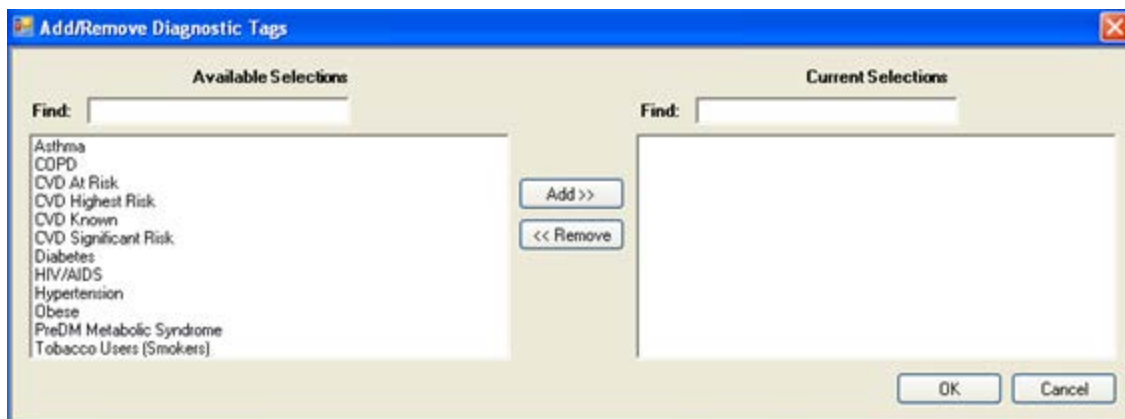 Add/Remove Diagnostic Tags
Available Selections
Find:
Asthma
COPD
CVD At Risk
CVD Highest Risk
CVD Known
CVD Significant Risk
Diabetes
HIV/AIDS
Hypertension
Obese
PreDM Metabolic Syndrome
Tobacco Users (Smokers)
Add >>
<< Remove
Current Selections
Find:
OK
Cancel